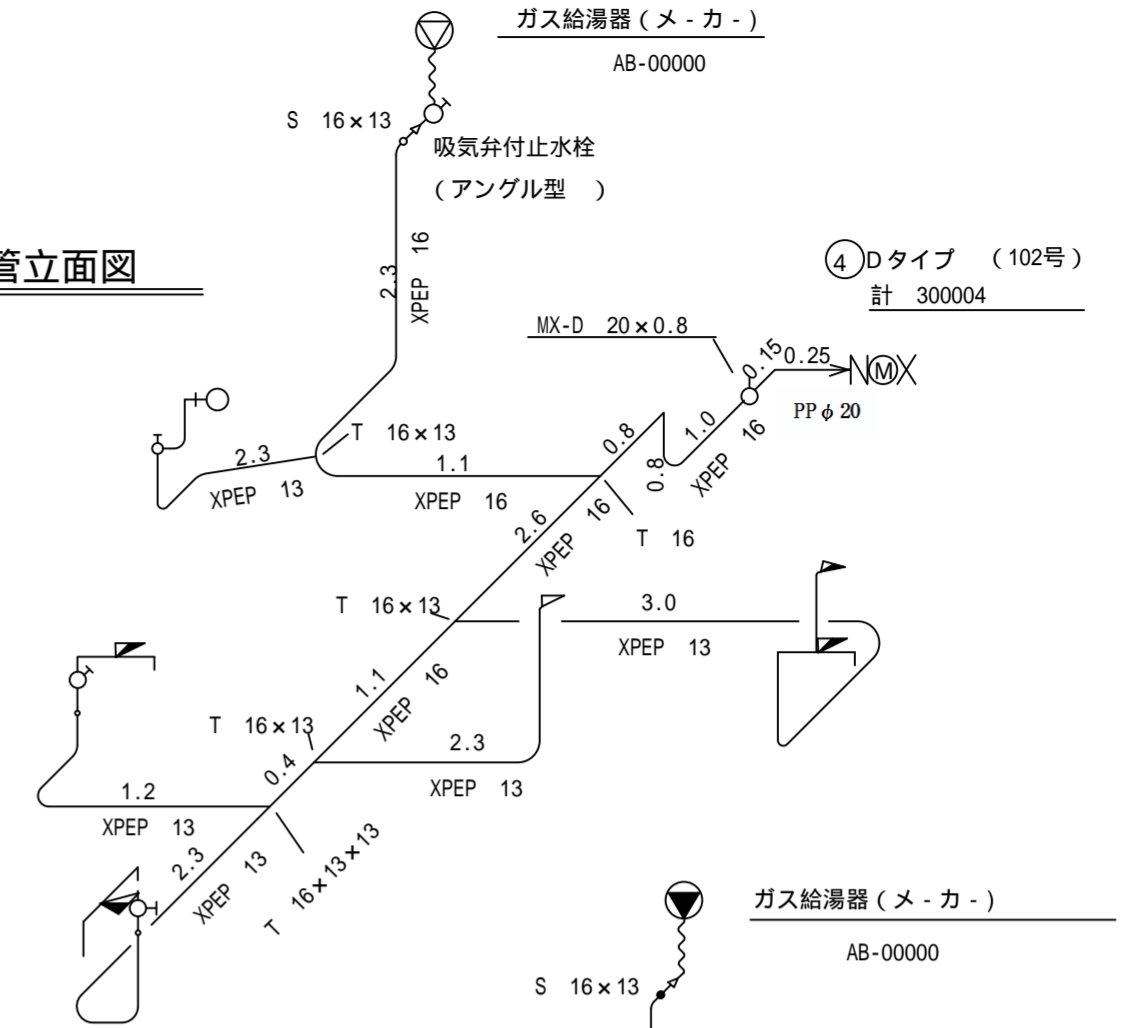 ガス給湯器(メ-カ-)
AB-00000
S 16×13
吸気弁付止水栓
(アングル型 )
管立面図
2.3
XPEP 16
④Dタイプ (102号)
計 300004
MX-D 20×0.8
0.15
0.25
N M X
PPφ20
T 16×13
2.3
XPEP 13
1.1
XPEP 16
0.8
0.8
1.0
XPEP 16
T 16
2.6
XPEP 16
T 16×13
3.0
XPEP 13
1.1
XPEP 16
T 16×13
2.3
XPEP 13
0.4
1.2
XPEP 13
2.3
XPEP 13
T 16×13×13
ガス給湯器(メ-カ-)
AB-00000
S 16×13